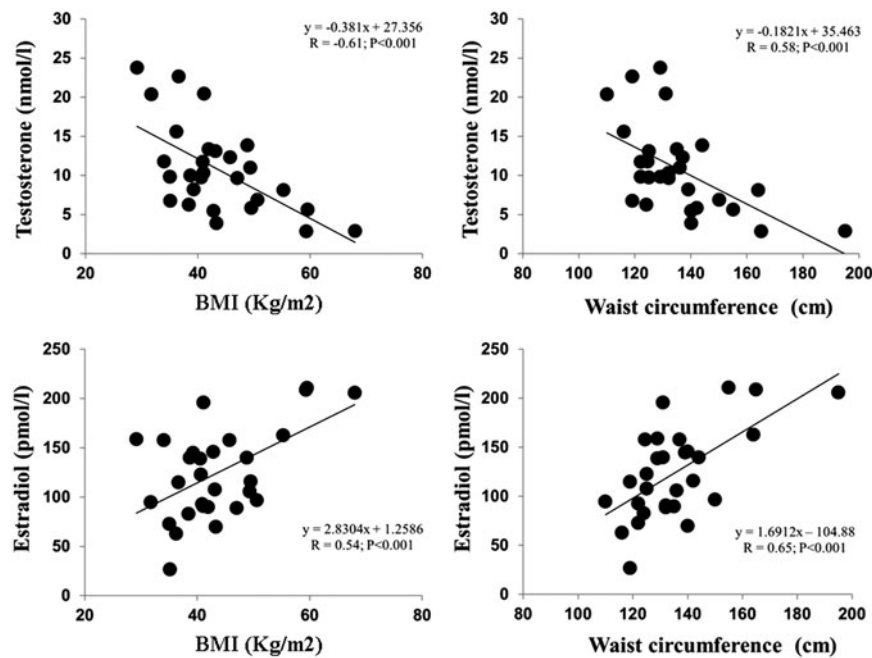 y = -0.381x + 27.356
R = -0.61; P<0.001
Testosterone (nmol/l)
30
25
20
15
10
5
0
20 40 60 80
BMI (Kg/m2)
y = -0.1821x + 35.463
R = 0.58; P<0.001
Testosterone (nmol/l)
30
25
20
15
10
5
0
100 120 140 160 180 200
Waist circumference (cm)
Estradiol (pmol/l)
250
200
150
100
50
0
y = 2.8304x + 1.2586
R = 0.54; P<0.001
20 40 60 80
BMI (Kg/m2)
Estradiol (pmol/l)
250
200
150
100
50
0
y = 1.6912x – 104.88
R = 0.65; P<0.001
100 120 140 160 180 200
Waist circumference (cm)